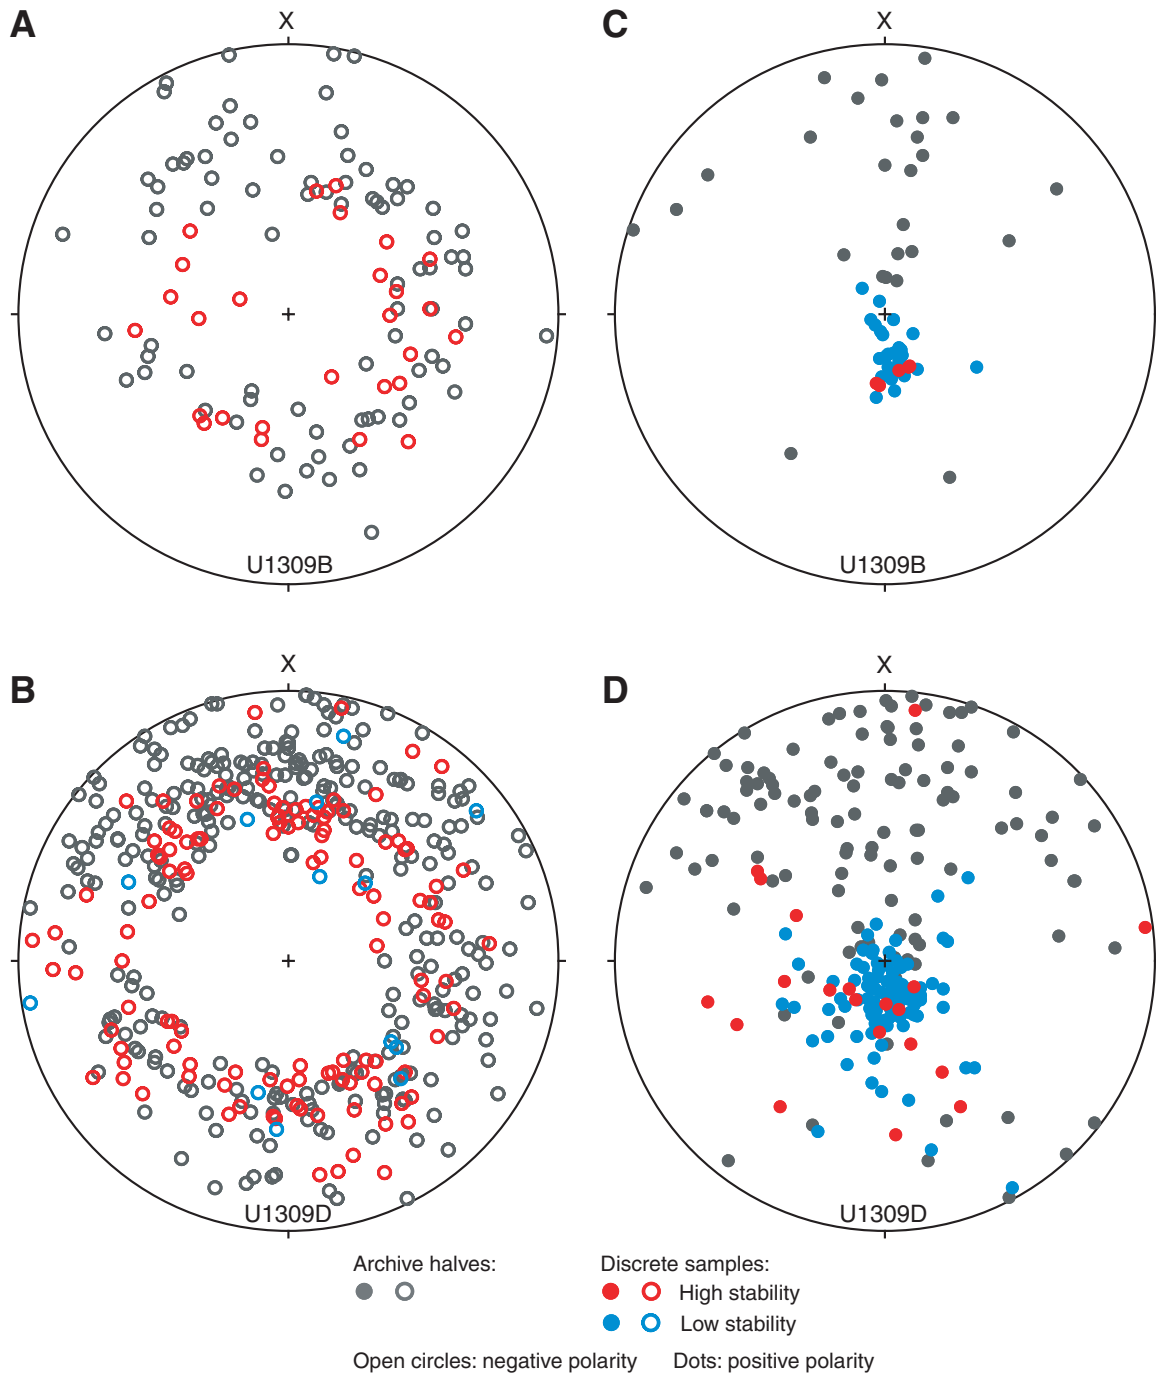 A
X
U1309B
C
X
U1309B
B
X
U1309D
D
X
U1309D
Archive halves:
Discrete samples:
High stability
Low stability
Open circles: negative polarity
Dots: positive polarity